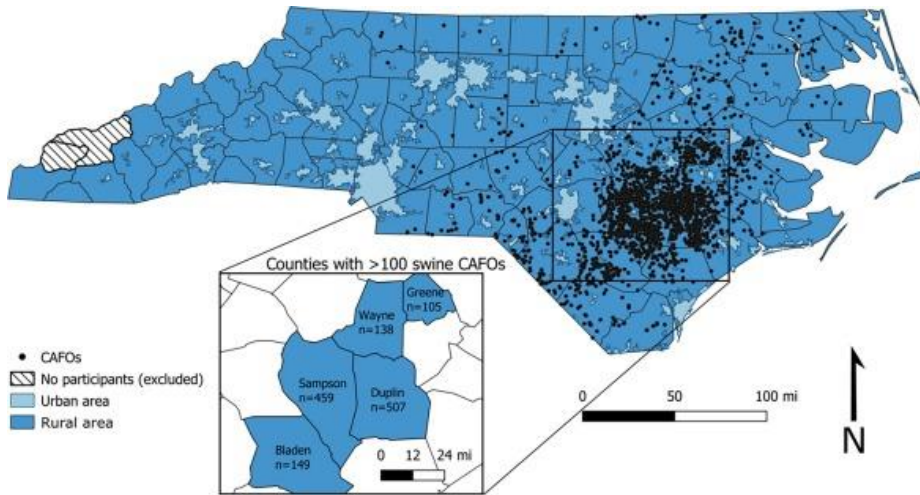 Counties with >100 swine CAFOs
Greene
n=105
Wayne
n=138
Sampson
n=459
Duplin
n=507
Bladen
n=149
0 12 24 mi
CAFOs
No participants (excluded)
Urban area
Rural area
0 50 100 mi
N